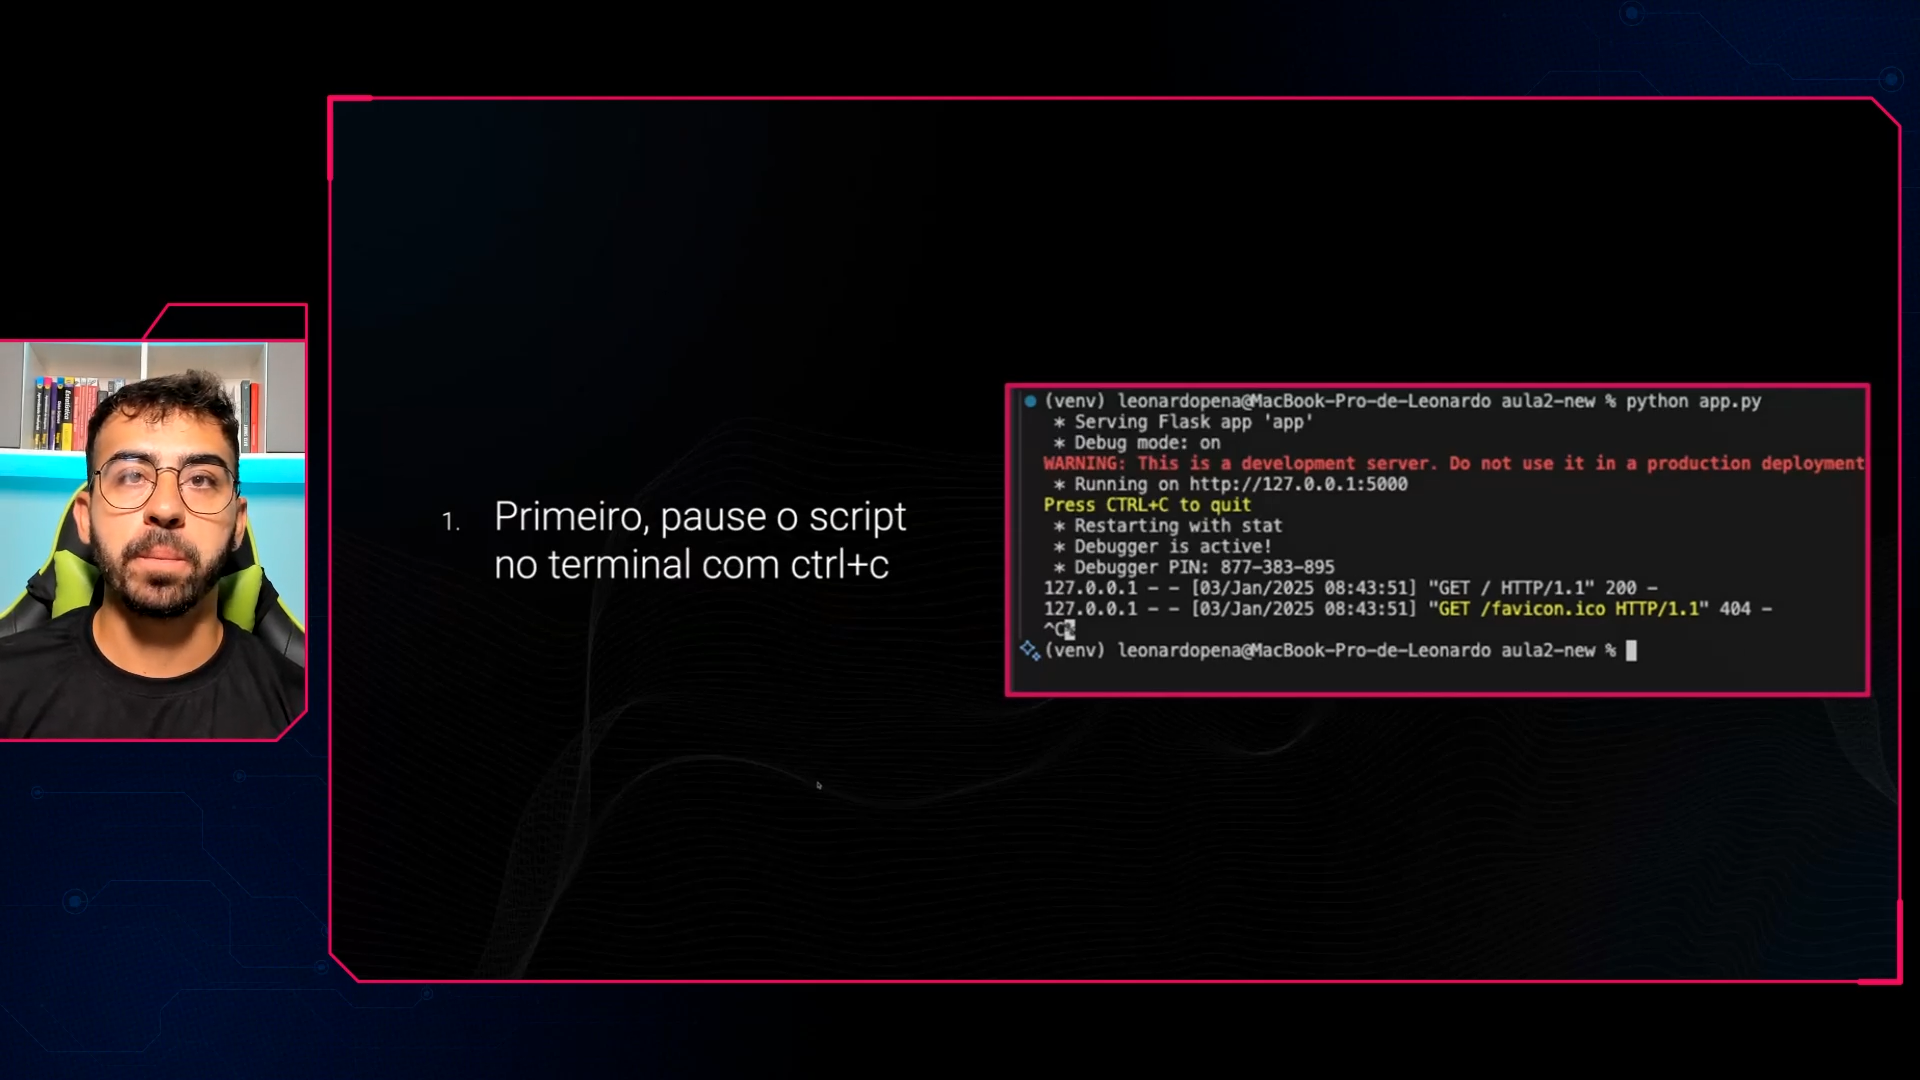 1. Primeiro, pause o script
no terminal com ctrl+c
(venv) leonardopena@MacBook-Pro-de-Leonardo aula2-new % python app.py
* Serving Flask app 'app'
* Debug mode: on
WARNING: This is a development server. Do not use it in a production deployment
* Running on http://127.0.0.1:5000
Press CTRL+C to quit
* Restarting with stat
* Debugger is active!
* Debugger PIN: 877-383-895
127.0.0.1 - - [03/Jan/2025 08:43:51] "GET / HTTP/1.1" 200 -
127.0.0.1 - - [03/Jan/2025 08:43:51] "GET /favicon.ico HTTP/1.1" 404 -
^C%
(venv) leonardopena@MacBook-Pro-de-Leonardo aula2-new %